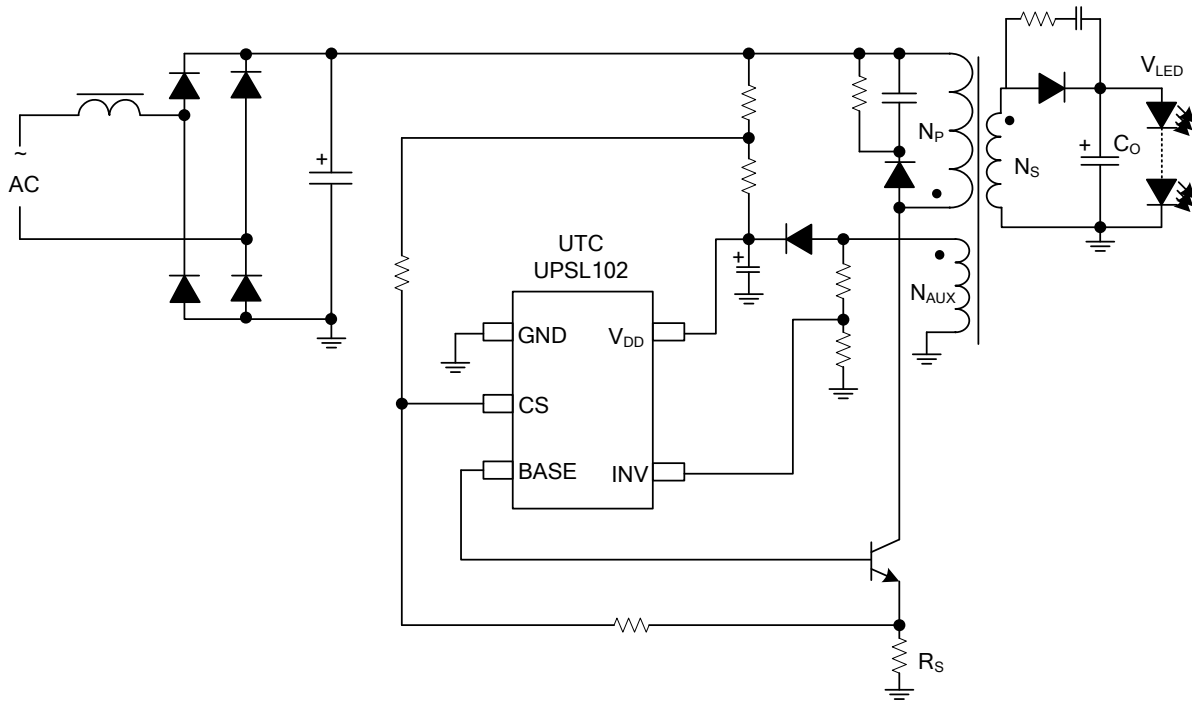 V_LED
N_P
C_O
N_S
~
AC
UTC
UPSL102
N_AUX
GND
V_DD
CS
BASE
INV
R_S
+
+
+
+